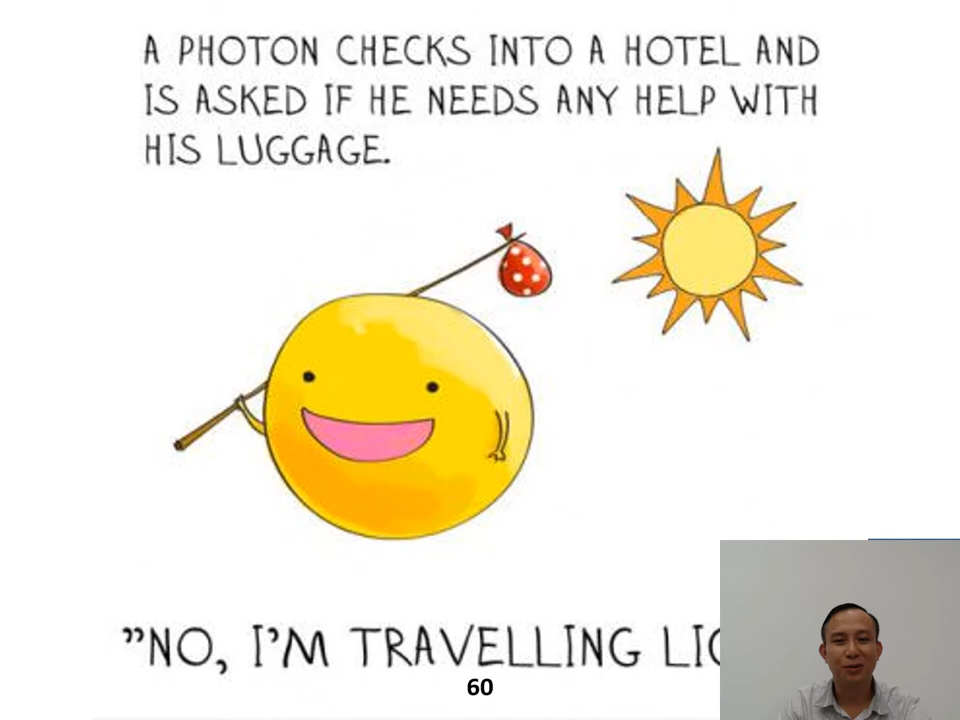 A PHOTON CHECKS INTO A HOTEL AND
IS ASKED IF HE NEEDS ANY HELP WITH
HIS LUGGAGE.
”NO, I’M TRAVELLING
60